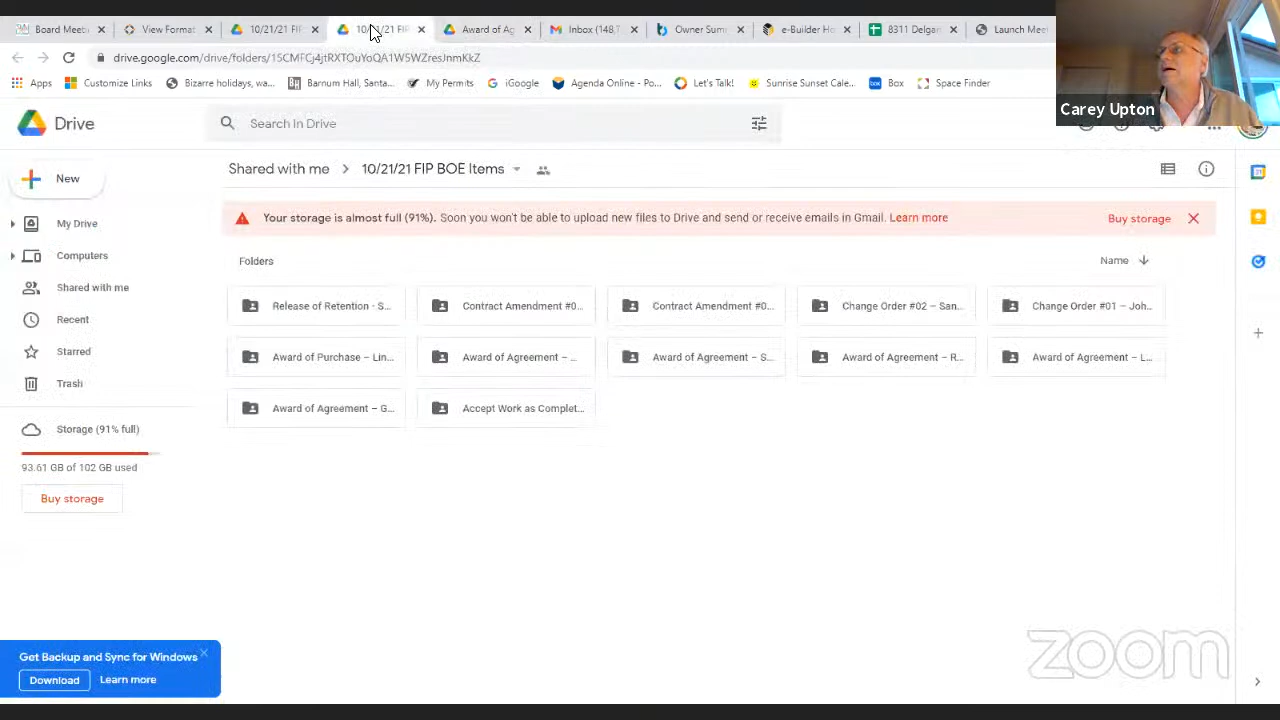 Board Meeti
View Format
10/21/21 FIP
10/21/21 FIP
Award of Ag
Inbox (148,7
Owner Sum
e-Builder Ho
8311 Delgan
Launch Meet
drive.google.com/drive/folders/
Apps
Customize Links
Bizarre holidays, wa...
Barnum Hall, Santa...
My Permits
iGoogle
Agenda Online - Po...
Let's Talk!
Sunrise Sunset Cale...
Box
Space Finder
Carey Upton
Drive
Search in Drive
New
Shared with me
10/21/21 FIP BOE Items
My Drive
Computers
Shared with me
Recent
Starred
Trash
Storage (91% full)
93.61 GB of 102 GB used
Buy storage
Your storage is almost full (91%). Soon you won't be able to upload new files to Drive and send or receive emails in Gmail. Learn more
Buy storage
Folders
Name
Release of Retention - S...
Contract Amendment #0...
Contract Amendment #0...
Change Order #02 – San...
Change Order #01 – Joh...
Award of Purchase – Lin...
Award of Agreement – ...
Award of Agreement – S...
Award of Agreement – R...
Award of Agreement – L...
Award of Agreement – G...
Accept Work as Complet...
Get Backup and Sync for Windows
Download
Learn more
zoom